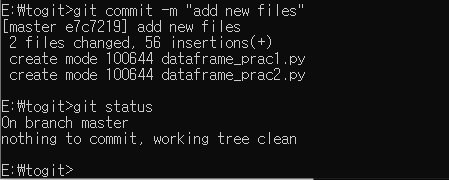 E:₩togit>git commit -m "add new files"
[master e7c7219] add new files
 2 files changed, 56 insertions(+)
 create mode 100644 dataframe_prac1.py
 create mode 100644 dataframe_prac2.py
E:₩togit>git status
On branch master
nothing to commit, working tree clean
E:₩togit>